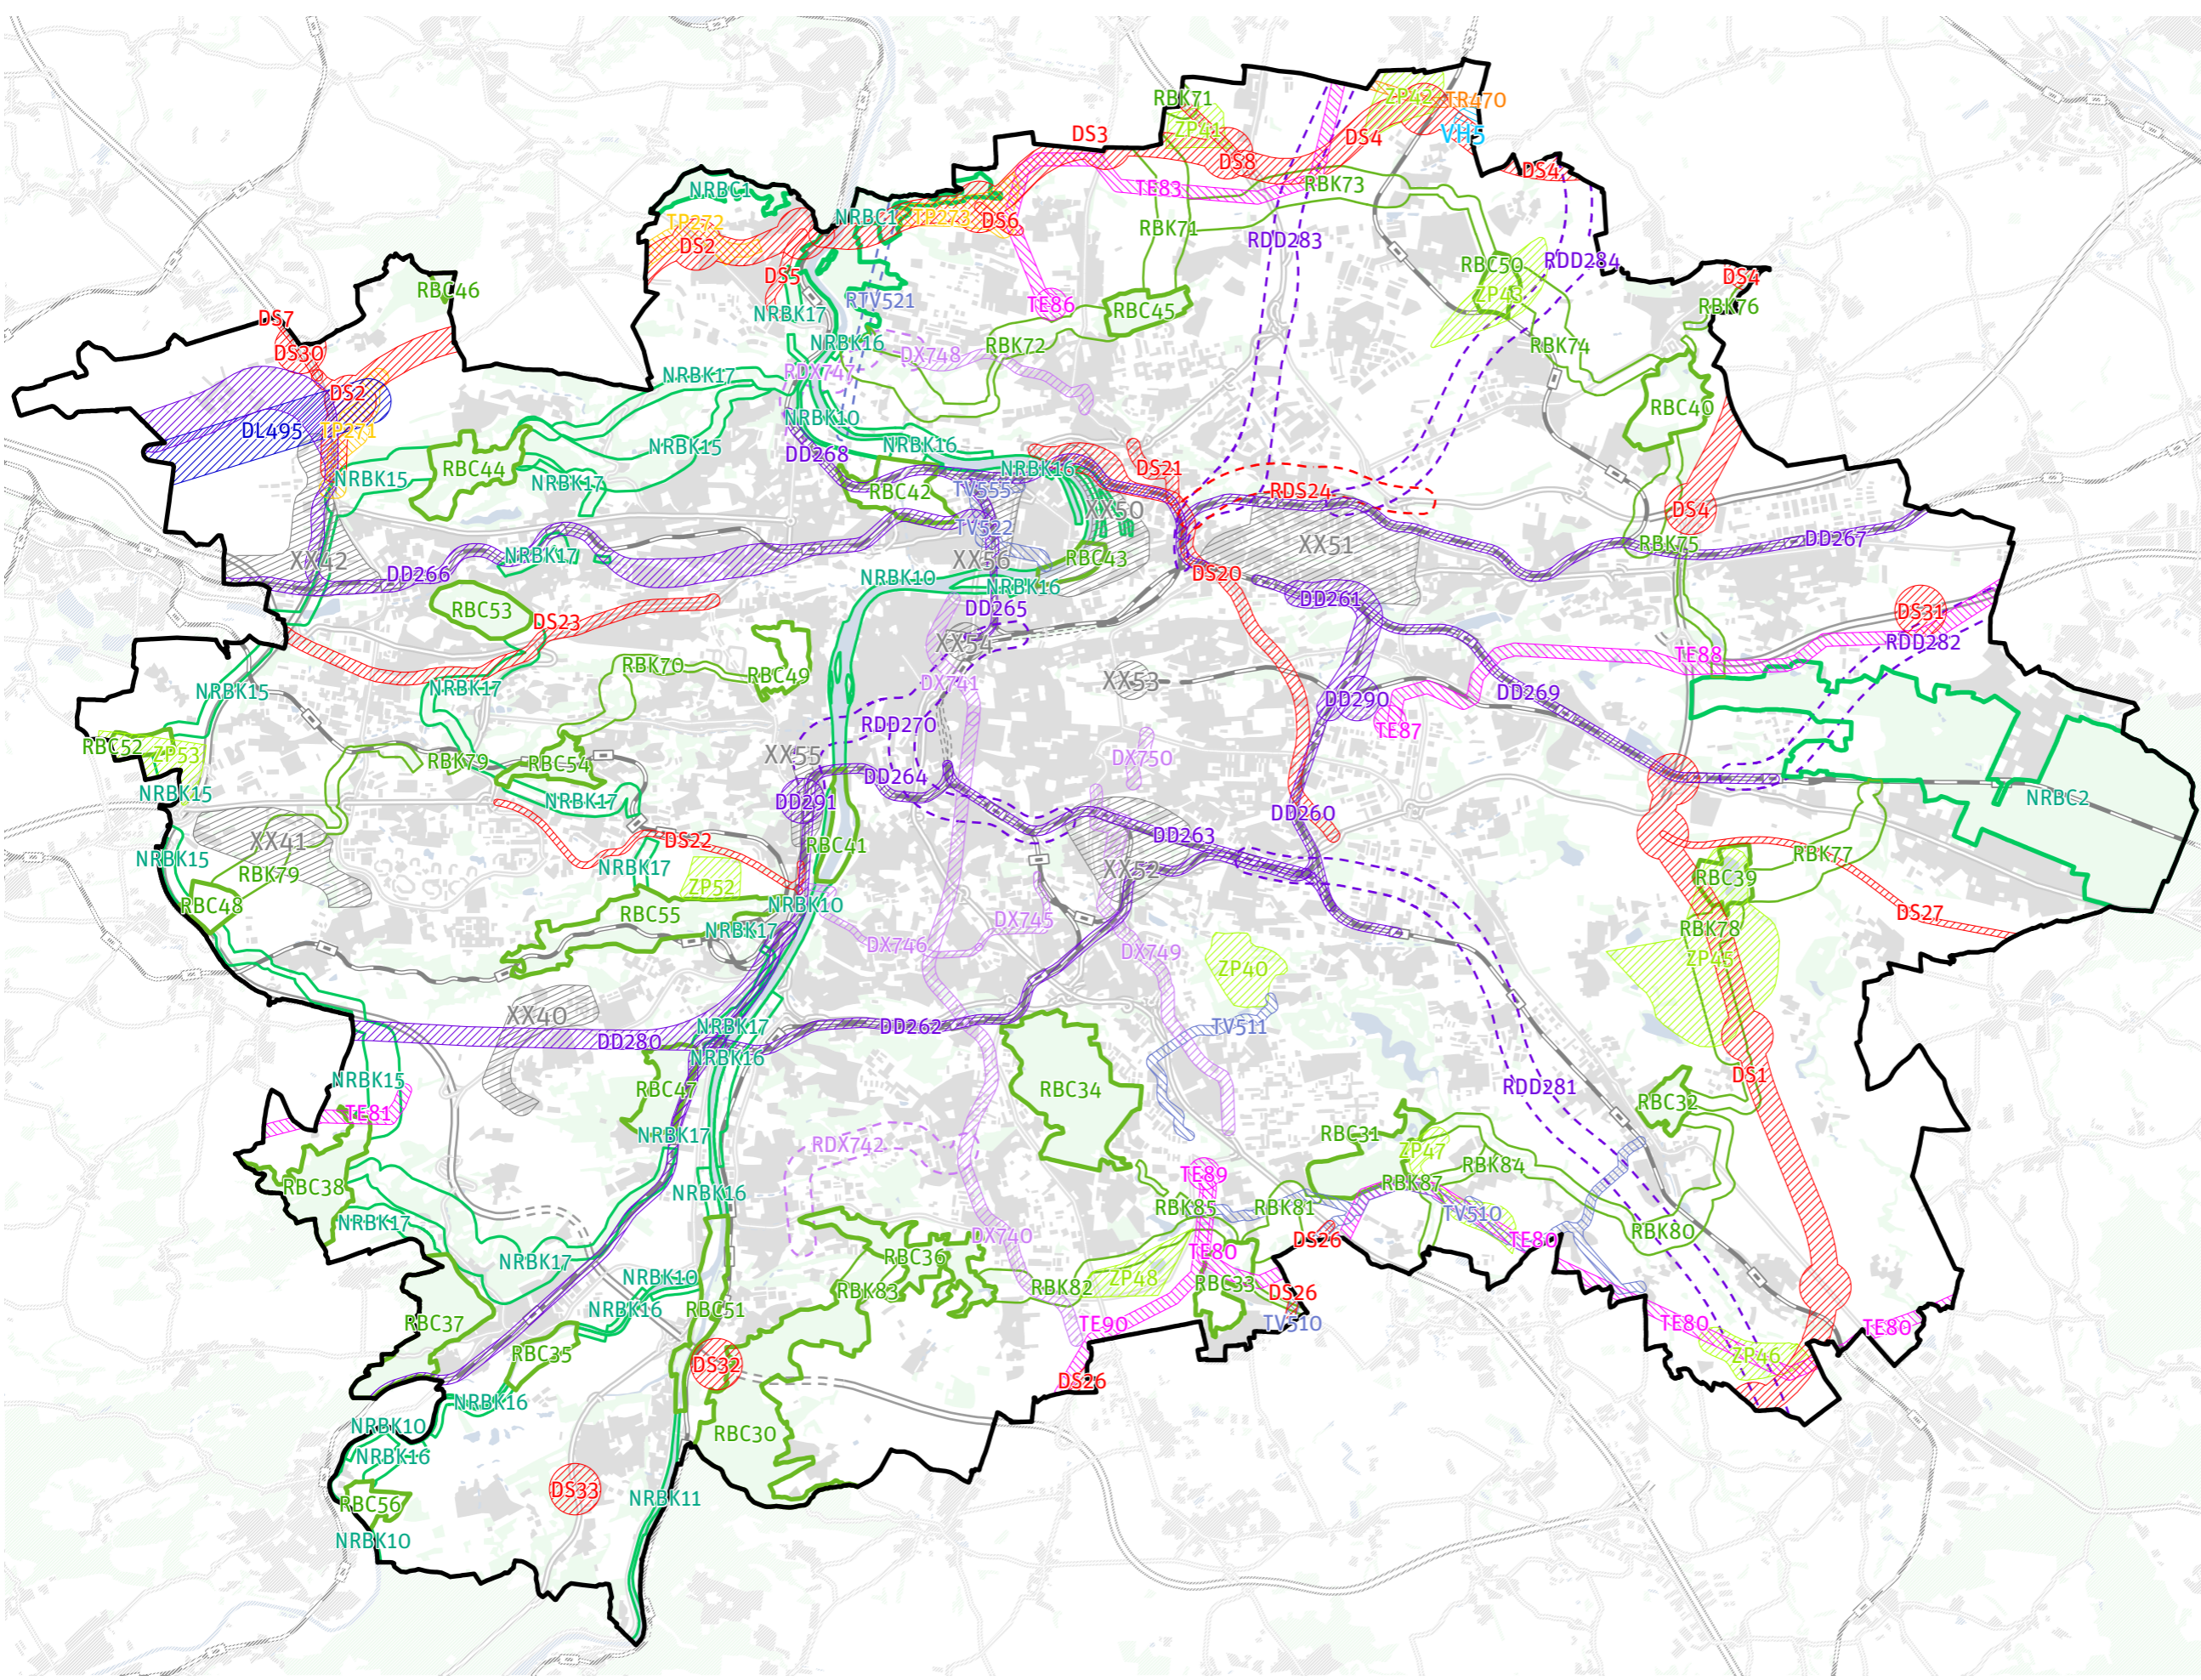 RBK71
ZP42
TR470
ZP41
VH5
DS3
DS4
DS8
DS4
NRBC1
TE83
RBK73
TP272
NRBC1
TP273
DS6
RBK71
DS2
RDD283
RDD284
RBC50
DS5
DS4
RBC46
ZP43
RTV521
TE86
RBK76
NRBK17
RBC45
DS7
NRBK16
RBK72
RBK74
DS30
DX748
RDX747
NRBK17
DS2
RBC40
NRBK10
DL495
TP271
NRBK15
NRBK16
DD268
RBC44
NRBK16
DS21
NRBK15
NRBK17
RBC42
TV555
RDS24
XX50
DS4
TV522
XX51
DD267
RBK75
NRBK17
XX42
XX56
RBC43
DD266
NRBK10
NRBK16
DS20
DD261
RBC53
DD265
DS31
DS23
XX54
RDD282
TE88
RBK70
RBC49
DX741
XX53
NRBK15
NRBK17
DD290
DD269
RDD270
TE87
RBC52
ZP53
XX55
DX750
RBK79
RBC54
DD264
NRBK15
NRBK17
DD291
NRBC2
DD260
DD263
XX41
DS22
RBC41
RBK77
NRBK15
NRBK17
XX52
RBK79
ZP52
RBC39
RBC48
NRBK10
RBC55
DX745
DS27
NRBK17
RBK78
DX746
DX749
ZP45
ZP40
XX40
NRBK17
DD262
TV511
DD280
NRBK16
NRBK15
RBC47
RBC34
RDD281
DS1
RBC32
TE81
NRBK17
RDX742
RBC31
ZP47
RBK84
TE89
RBC38
NRBK16
RBK87
RBK85
RBK81
TV510
NRBK17
DX740
RBK80
RBC36
TE80
DS26
TE80
NRBK17
NRBK10
RBK83
RBK82
ZP48
RBC33
DS26
NRBK16
RBC51
RBC37
TE90
TV510
TE80
TE80
RBC35
DS32
ZP46
DS26
NRBK16
NRBK10
RBC30
NRBK16
DS33
NRBK11
RBC56
NRBK10